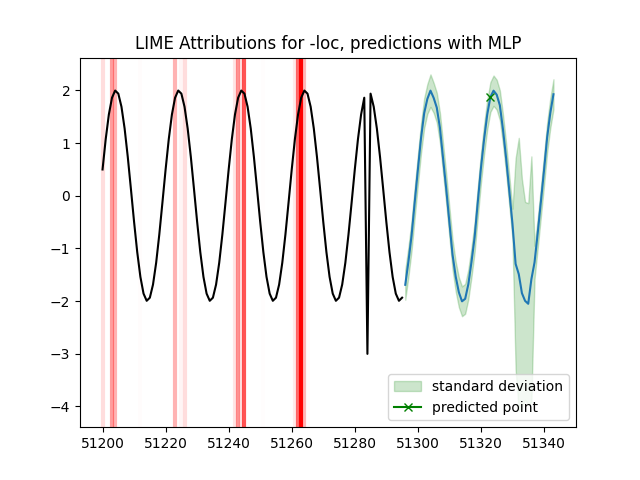 LIME Attributions for -loc, predictions with MLP
2
1
0
−1
−2
−3
−4
standard deviation
predicted point
51200 51220 51240 51260 51280 51300 51320 51340